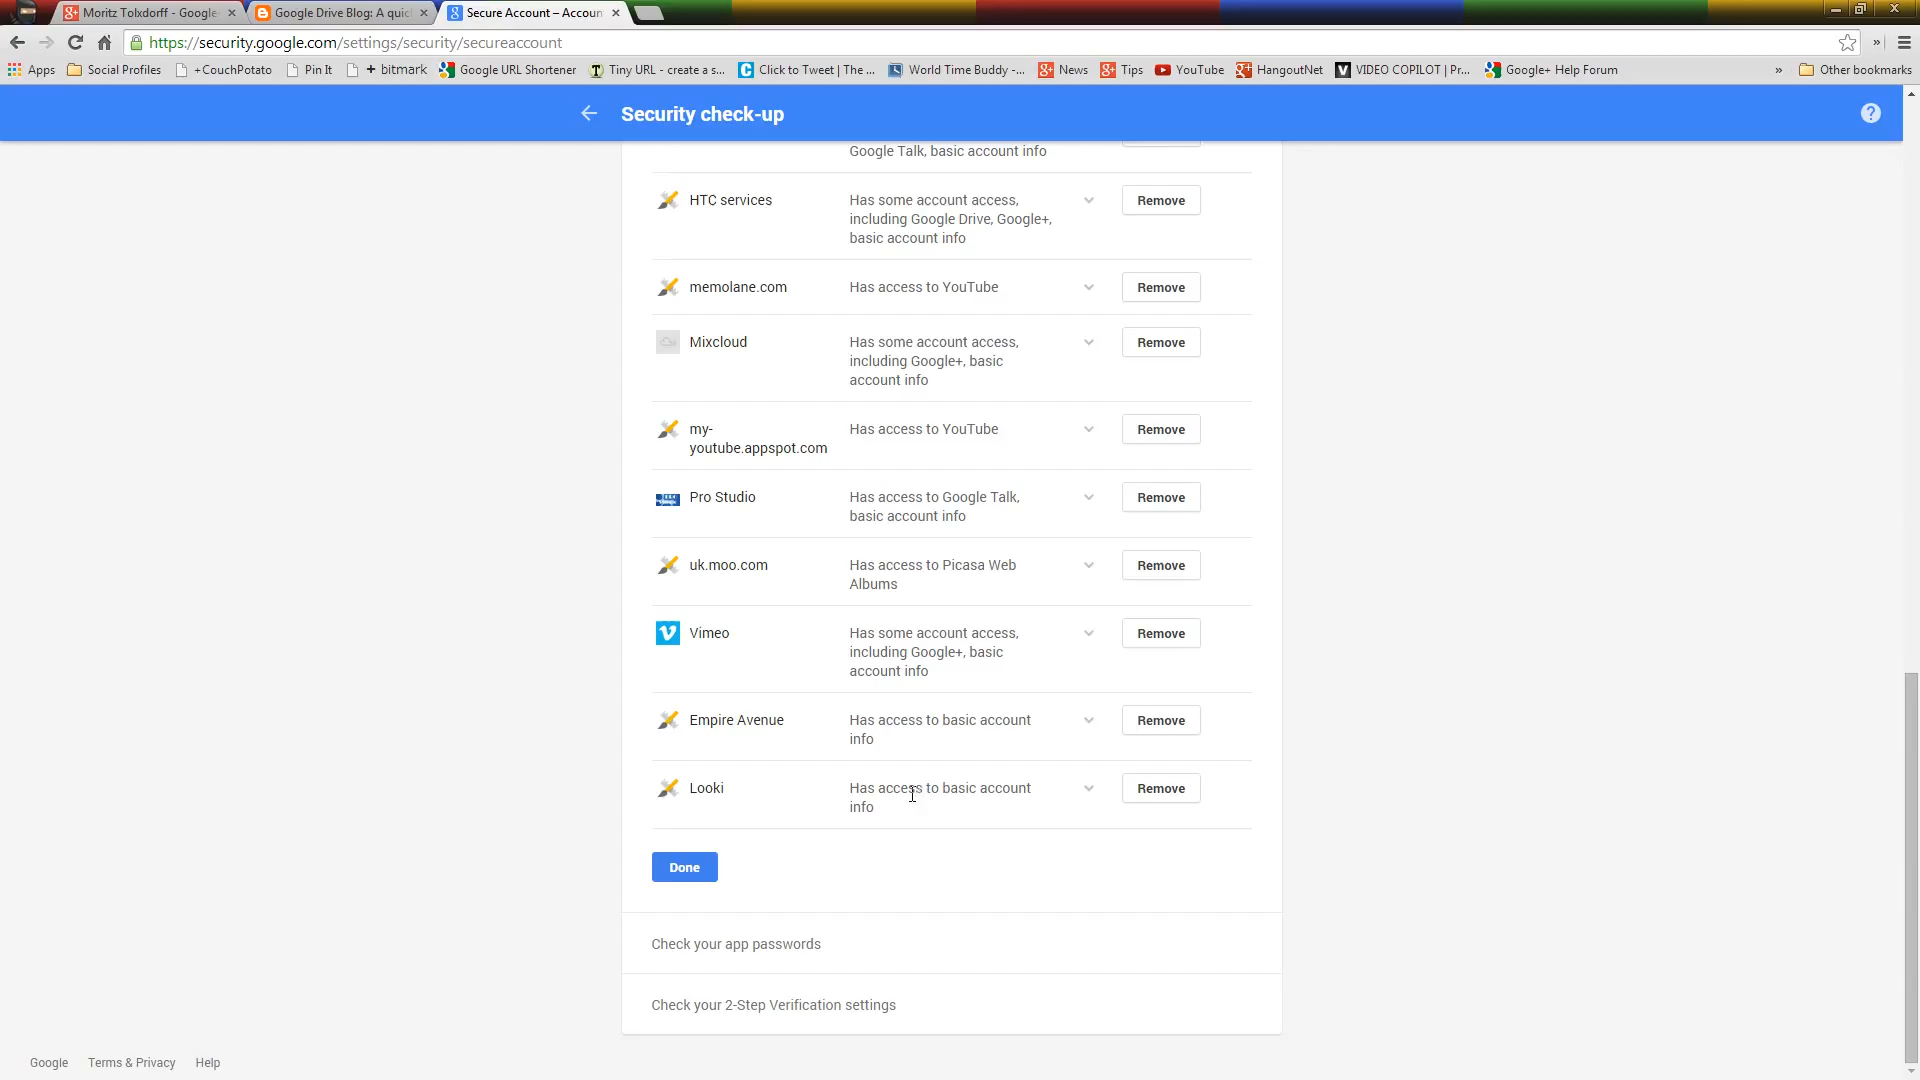 Moritz Tolxdorff - Google
Google Drive Blog: A quic
Secure Account – Accoun
https://security.google.com/settings/security/secureaccount
Apps
Social Profiles
+CouchPotato
Pin It
+ bitmark
Google URL Shortener
Tiny URL - create a s...
Click to Tweet | The ...
World Time Buddy -...
News
Tips
YouTube
HangoutNet
VIDEO COPILOT | Pr...
Google+ Help Forum
»
Other bookmarks
Security check-up
Google Talk, basic account info
HTC services
Has some account access,
including Google Drive, Google+,
basic account info
Remove
memolane.com
Has access to YouTube
Remove
Mixcloud
Has some account access,
including Google+, basic
account info
Remove
my-
youtube.appspot.com
Has access to YouTube
Remove
Pro Studio
Has access to Google Talk,
basic account info
Remove
uk.moo.com
Has access to Picasa Web
Albums
Remove
Vimeo
Has some account access,
including Google+, basic
account info
Remove
Empire Avenue
Has access to basic account
info
Remove
Looki
Has access to basic account
info
Remove
Done
Check your app passwords
Check your 2-Step Verification settings
Google
Terms & Privacy
Help